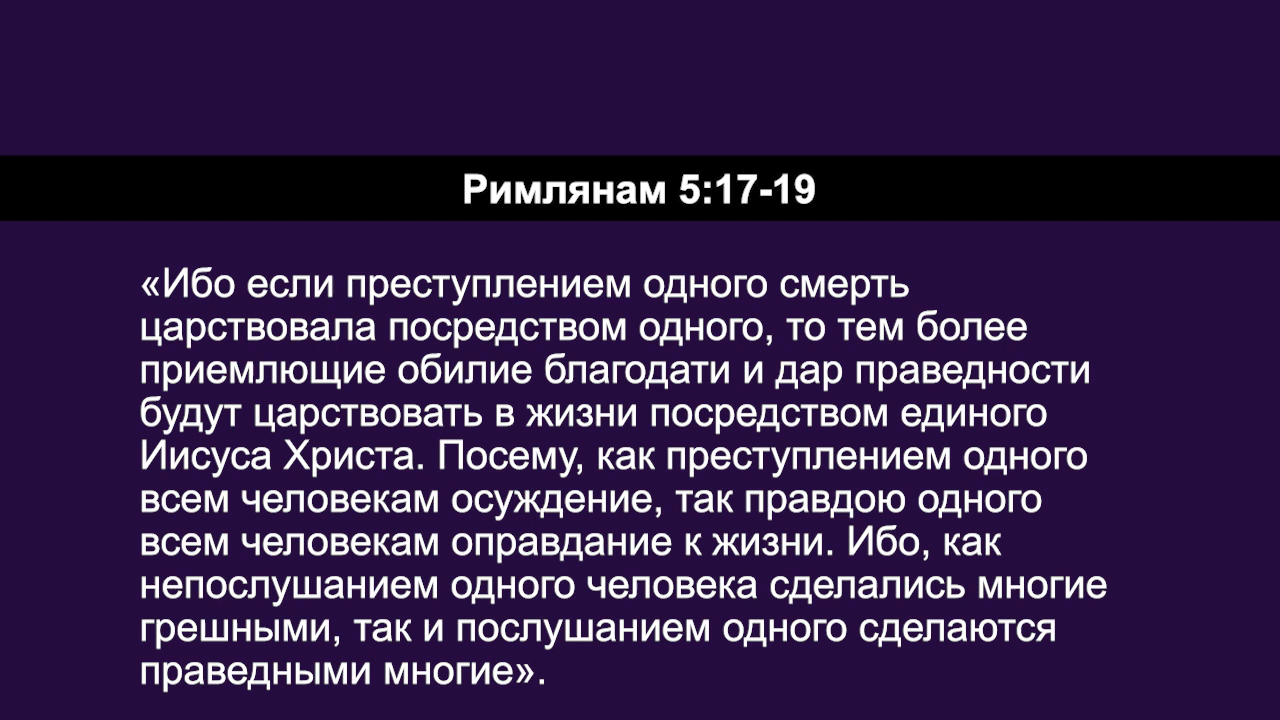 Римлянам 5:17-19
«Ибо если преступлением одного смерть
царствовала посредством одного, то тем более
приемлющие обилие благодати и дар праведности
будут царствовать в жизни посредством единого
Иисуса Христа. Посему, как преступлением одного
всем человекам осуждение, так правдою одного
всем человекам оправдание к жизни. Ибо, как
непослушанием одного человека сделались многие
грешными, так и послушанием одного сделаются
праведными многие».